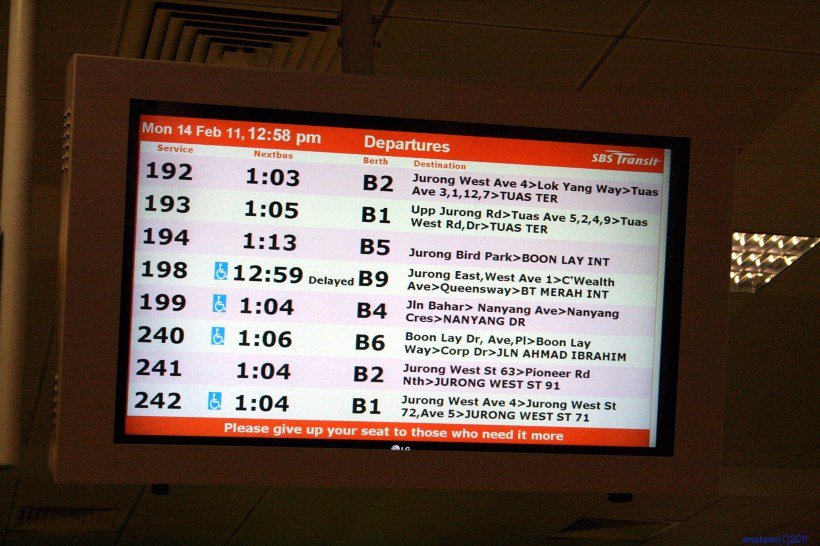 Mon 14 Feb 11, 12:58 pm Departures SBS Transit
Service Nextbus Berth Destination
192 1:03 B2 Jurong West Ave 4>Lok Yang Way>Tuas
Ave 3,1,12,7>TUAS TER
193 1:05 B1 Upp Jurong Rd>Tuas Ave 5,2,4,9>Tuas
West Rd,Dr>TUAS TER
194 1:13 B5 Jurong Bird Park>BOON LAY INT
198 12:59 Delayed B9 Jurong East,West Ave 1>C'Wealth
Ave>Queensway>BT MERAH INT
199 1:04 B4 Jln Bahar> Nanyang Ave>Nanyang
Cres>NANYANG DR
240 1:06 B6 Boon Lay Dr, Ave,Pl>Boon Lay
Way>Corp Dr>JLN AHMAD IBRAHIM
241 1:04 B2 Jurong West St 63>Pioneer Rd
Nth>JURONG WEST ST 91
242 1:04 B1 Jurong West Ave 4>Jurong West St
72,Ave 5>JURONG WEST ST 71
Please give up your seat to those who need it more
LG